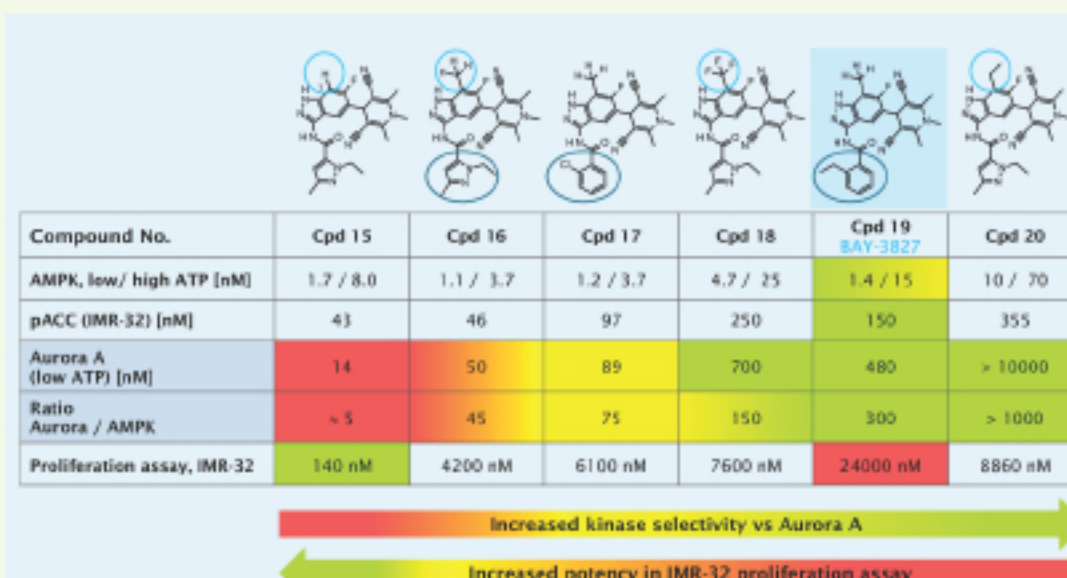 Compound No. Cpd 15 Cpd 16 Cpd 17 Cpd 18 Cpd 19 BAY-3827 Cpd 20
AMPK, low/ high ATP [nM] 1.7 / 8.0 1.1 / 3.7 1.2 / 3.7 4.7 / 25 1.4 / 15 10 / 70
pACC (IMR-32) [nM] 43 46 97 250 150 355
Aurora A (low ATP) [nM] 14 50 89 700 480 > 10000
Ratio Aurora / AMPK ≈ 5 45 75 150 300 > 1000
Proliferation assay, IMR-32 140 nM 4200 nM 6100 nM 7600 nM 24000 nM 8860 nM
Increased kinase selectivity vs Aurora A
Increased potency in IMR-32 proliferation assay